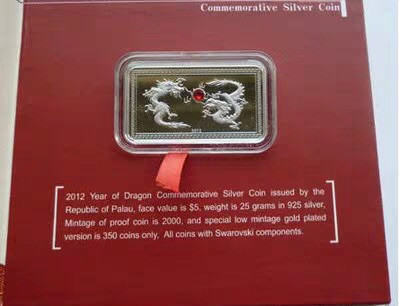 Commemorative Silver Coin
2012
2012 Year of Dragon Commemorative Silver Coin issued by the
Republic of Palau, face value is $5, weight is 25 grams in 925 silver,
Mintage of proof coin is 2000, and special low mintage gold plated
version is 350 coins only, All coins with Swarovski components.